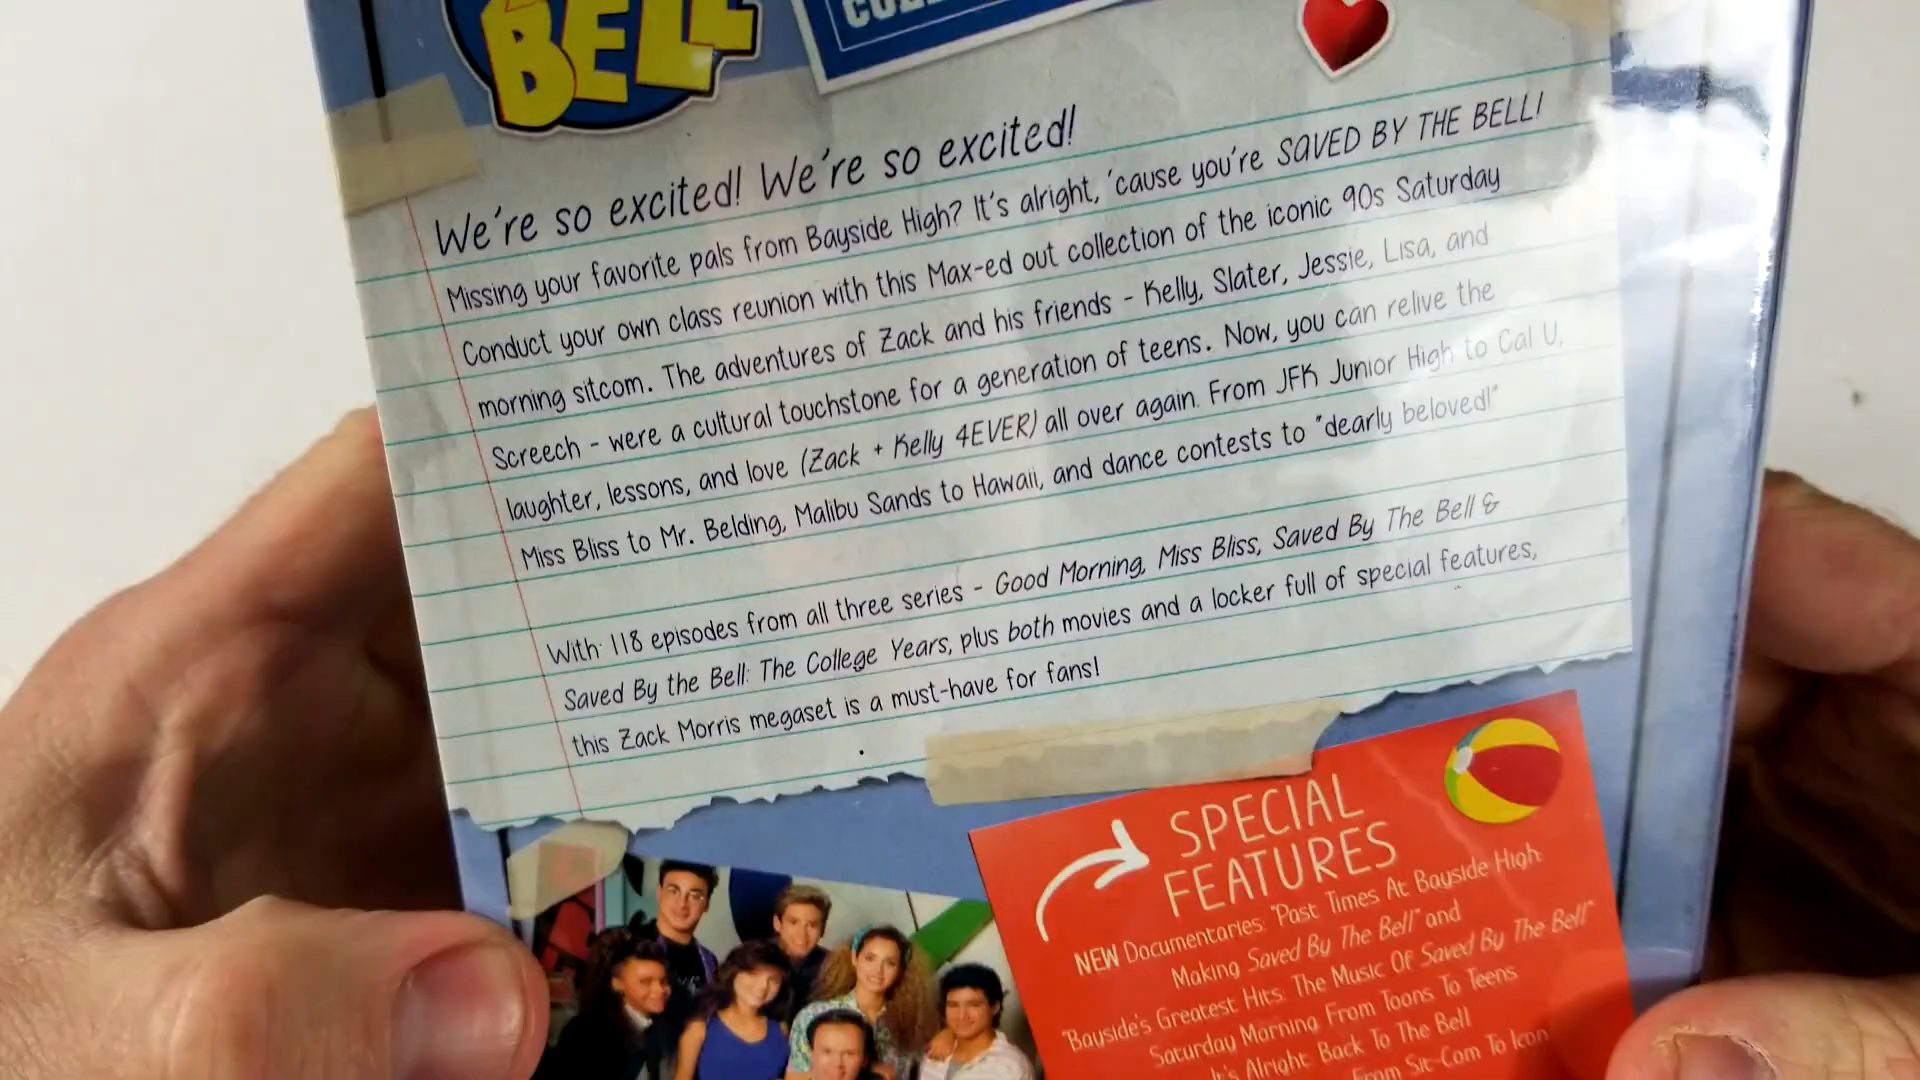 BELL
We're so excited! We're so excited!
Missing your favorite pals from Bayside High? It's alright, 'cause you're SAVED BY THE BELL!
Conduct your own class reunion with this Max-ed out collection of the iconic 90s Saturday
morning sitcom. The adventures of Zack and his friends - Kelly, Slater, Jessie, Lisa, and
Screech - were a cultural touchstone for a generation of teens. Now, you can relive the
laughter, lessons, and love (Zack + Kelly 4EVER) all over again. From JFK Junior High to Cal U,
Miss Bliss to Mr. Belding, Malibu Sands to Hawaii, and dance contests to "dearly beloved!"
With: 118 episodes from all three series - Good Morning, Miss Bliss, Saved By The Bell &
Saved By the Bell: The College Years, plus both movies and a locker full of special features,
this Zack Morris megaset is a must-have for fans!
SPECIAL
FEATURES
NEW Documentaries: "Past Times At Bayside High:
Making Saved By The Bell" and
"Bayside's Greatest Hits: The Music Of Saved By The Bell"
Saturday Morning From Toons To Teens
It's Alright: Back To The Bell
From Sit-Com To Icon